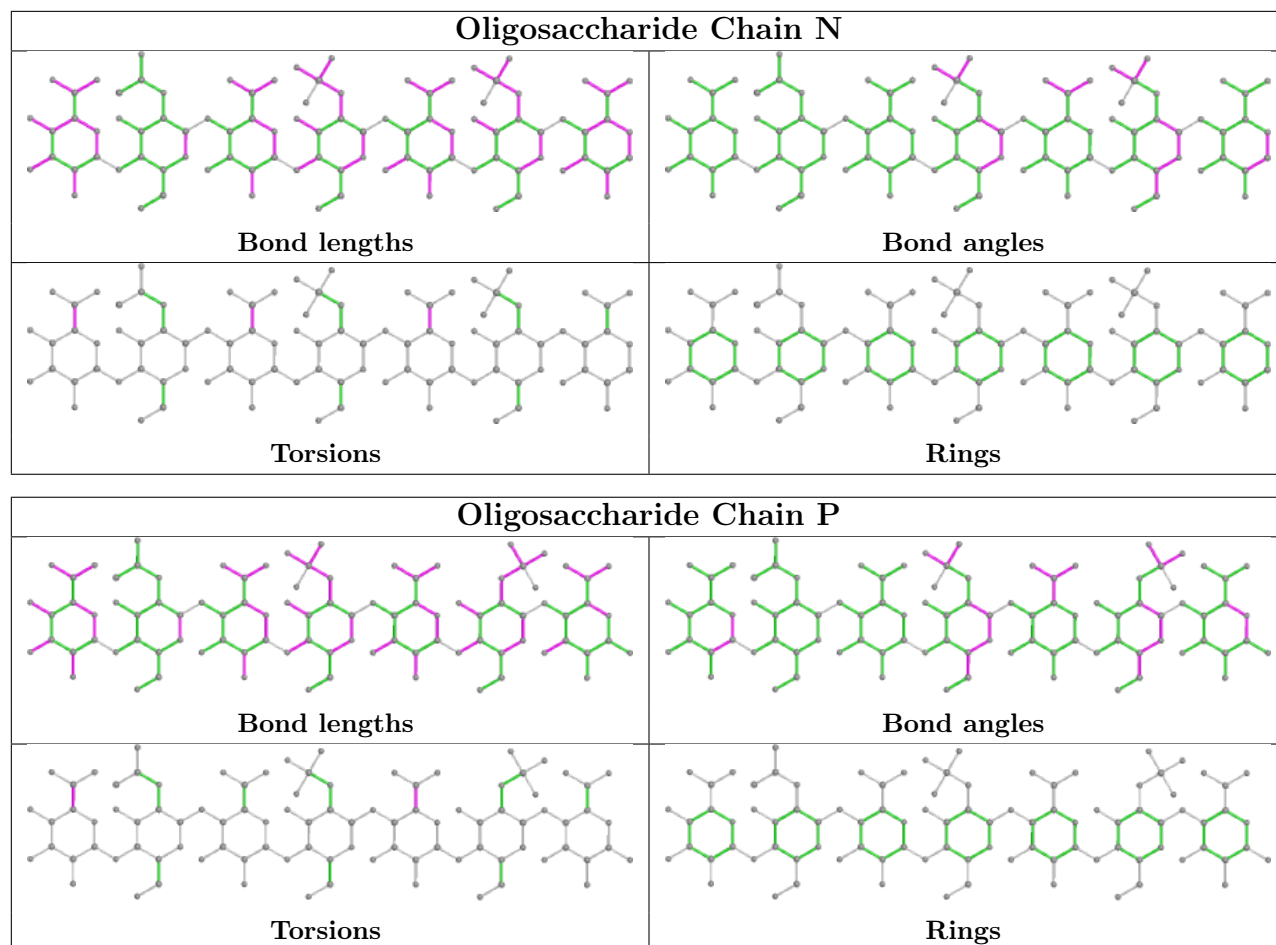 Oligosaccharide Chain N
Bond lengths
Bond angles
Torsions
Rings
Oligosaccharide Chain P
Bond lengths
Bond angles
Torsions
Rings